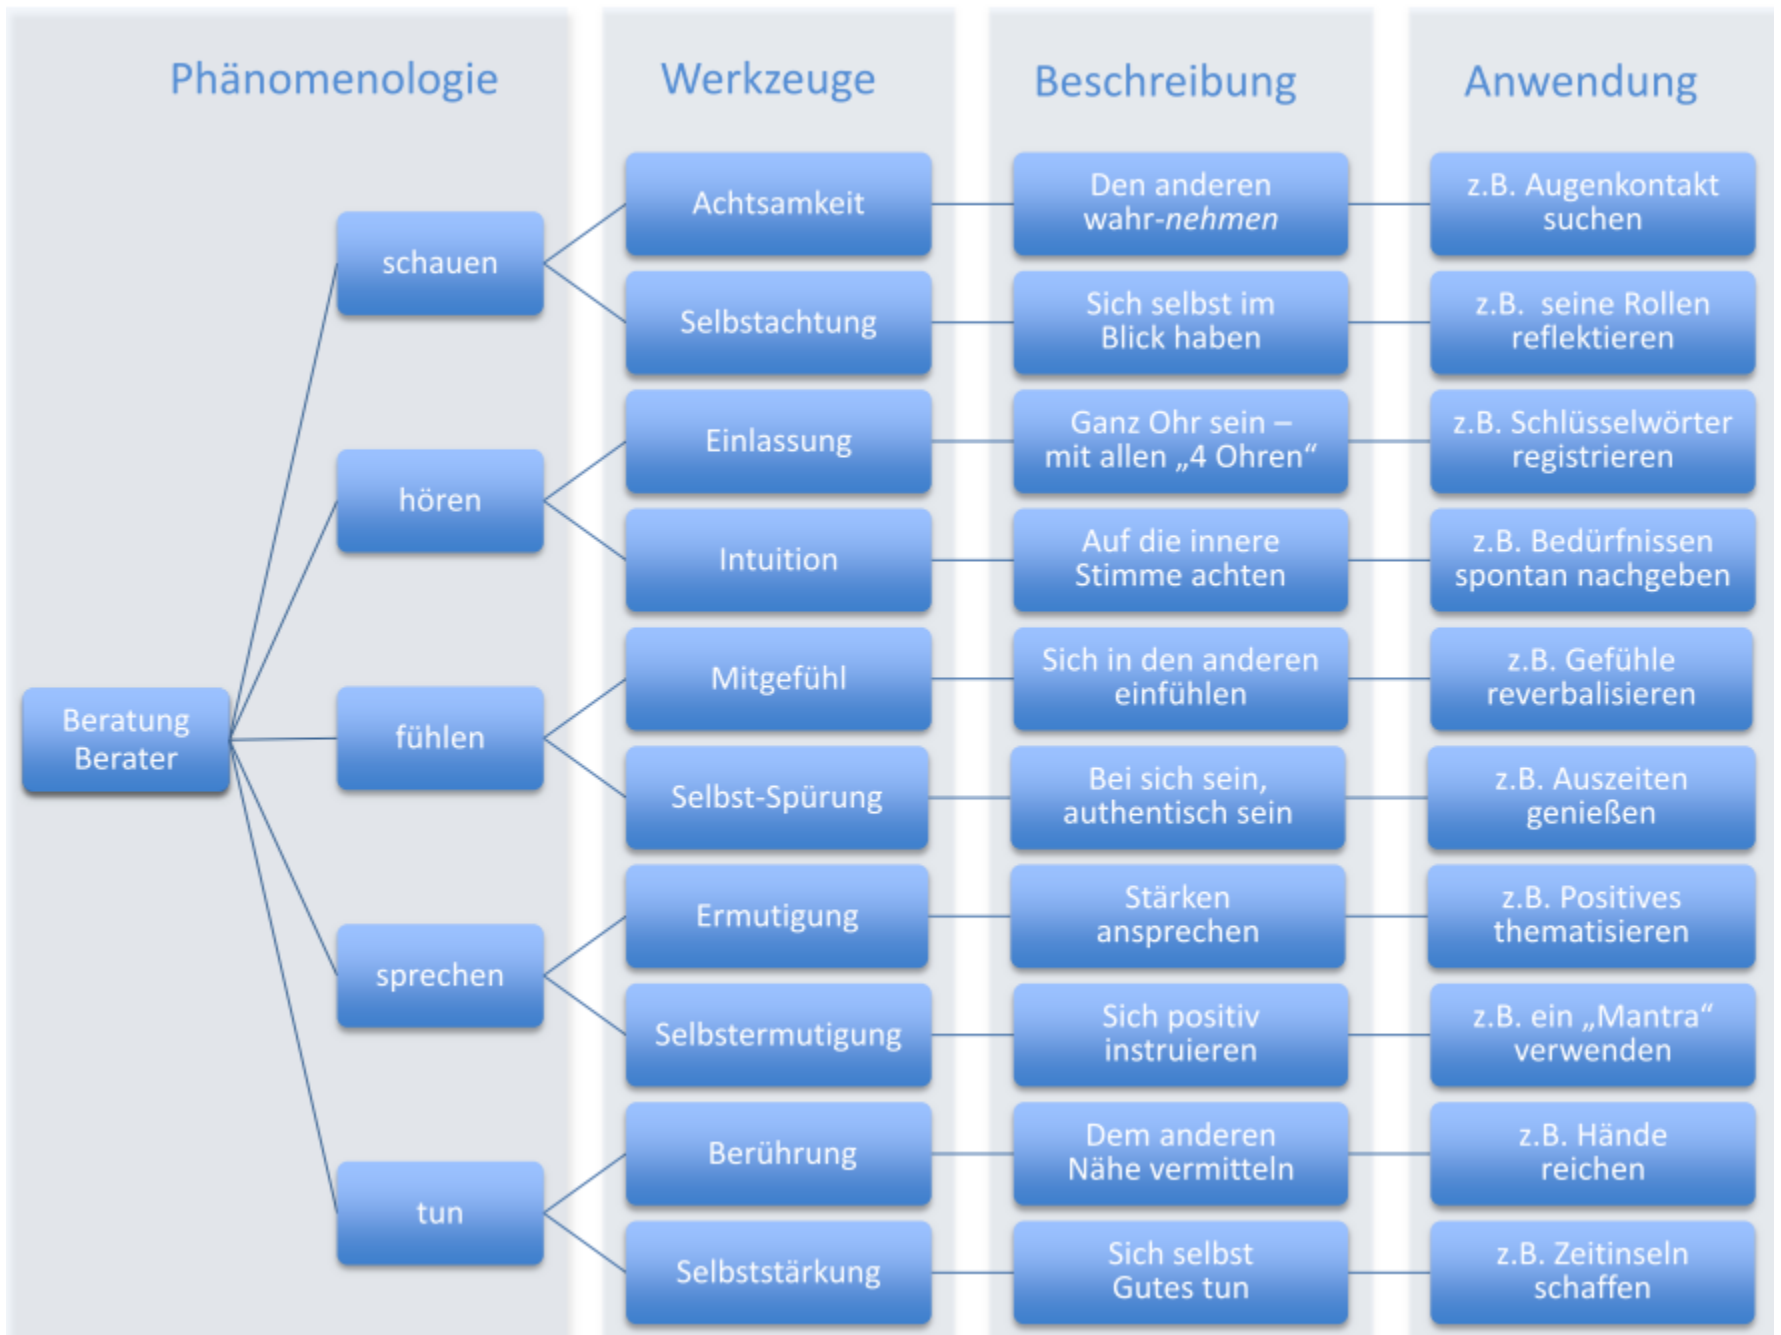 Phänomenologie
Werkzeuge
Beschreibung
Anwendung
Beratung
Berater
schauen
Achtsamkeit
Den anderen
wahr-nehmen
z.B. Augenkontakt
suchen
Selbstachtung
Sich selbst im
Blick haben
z.B.  seine Rollen
reflektieren
hören
Einlassung
Ganz Ohr sein –
mit allen „4 Ohren“
z.B. Schlüsselwörter
registrieren
Intuition
Auf die innere
Stimme achten
z.B. Bedürfnissen
spontan nachgeben
fühlen
Mitgefühl
Sich in den anderen
einfühlen
z.B. Gefühle
reverbalisieren
Selbst-Spürung
Bei sich sein,
authentisch sein
z.B. Auszeiten
genießen
sprechen
Ermutigung
Stärken
ansprechen
z.B. Positives
thematisieren
Selbstermutigung
Sich positiv
instruieren
z.B. ein „Mantra“
verwenden
tun
Berührung
Dem anderen
Nähe vermitteln
z.B. Hände
reichen
Selbststärkung
Sich selbst
Gutes tun
z.B. Zeitinseln
schaffen